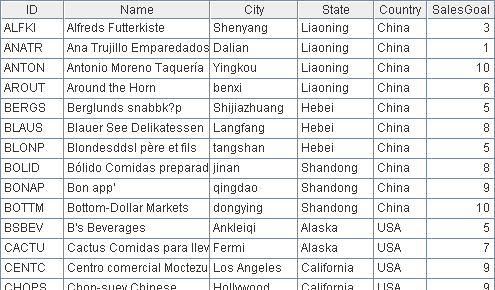 ID Name City State Country SalesGoal
ALFKI Alfreds Futterkiste Shenyang Liaoning China 3
ANATR Ana Trujillo Emparedados Dalian Liaoning China 1
ANTON Antonio Moreno Taquería Yingkou Liaoning China 10
AROUT Around the Horn benxi Liaoning China 6
BERGS Berglunds snabbk?p Shijiazhuang Hebei China 5
BLAUS Blauer See Delikatessen Langfang Hebei China 8
BLONP Blondesddsl père et fils tangshan Hebei China 5
BOLID Bólido Comidas preparad jinan Shandong China 8
BONAP Bon app' qingdao Shandong China 9
BOTTM Bottom-Dollar Markets dongying Shandong China 10
BSBEV B's Beverages Ankleiqi Alaska USA 5
CACTU Cactus Comidas para llev Fermi Alaska USA 7
CENTC Centro comercial Moctezu Los Angeles California USA 9
CHOPS Chop-suey Chinese Hollywood California USA 9